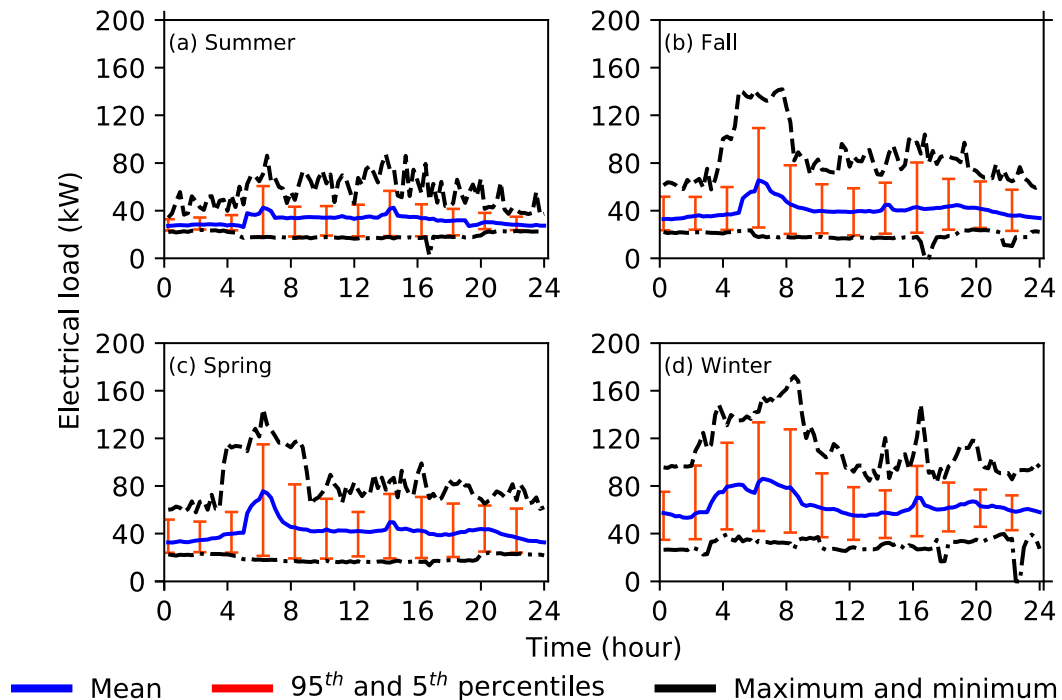 200
160
120
80
40
0
(a) Summer
0 4 8 12 16 20 24
200
160
120
80
40
0
(b) Fall
0 4 8 12 16 20 24
Electrical load (kW)
200
160
120
80
40
0
(c) Spring
0 4 8 12 16 20 24
200
160
120
80
40
0
(d) Winter
0 4 8 12 16 20 24
Time (hour)
Mean 95th and 5th percentiles Maximum and minimum